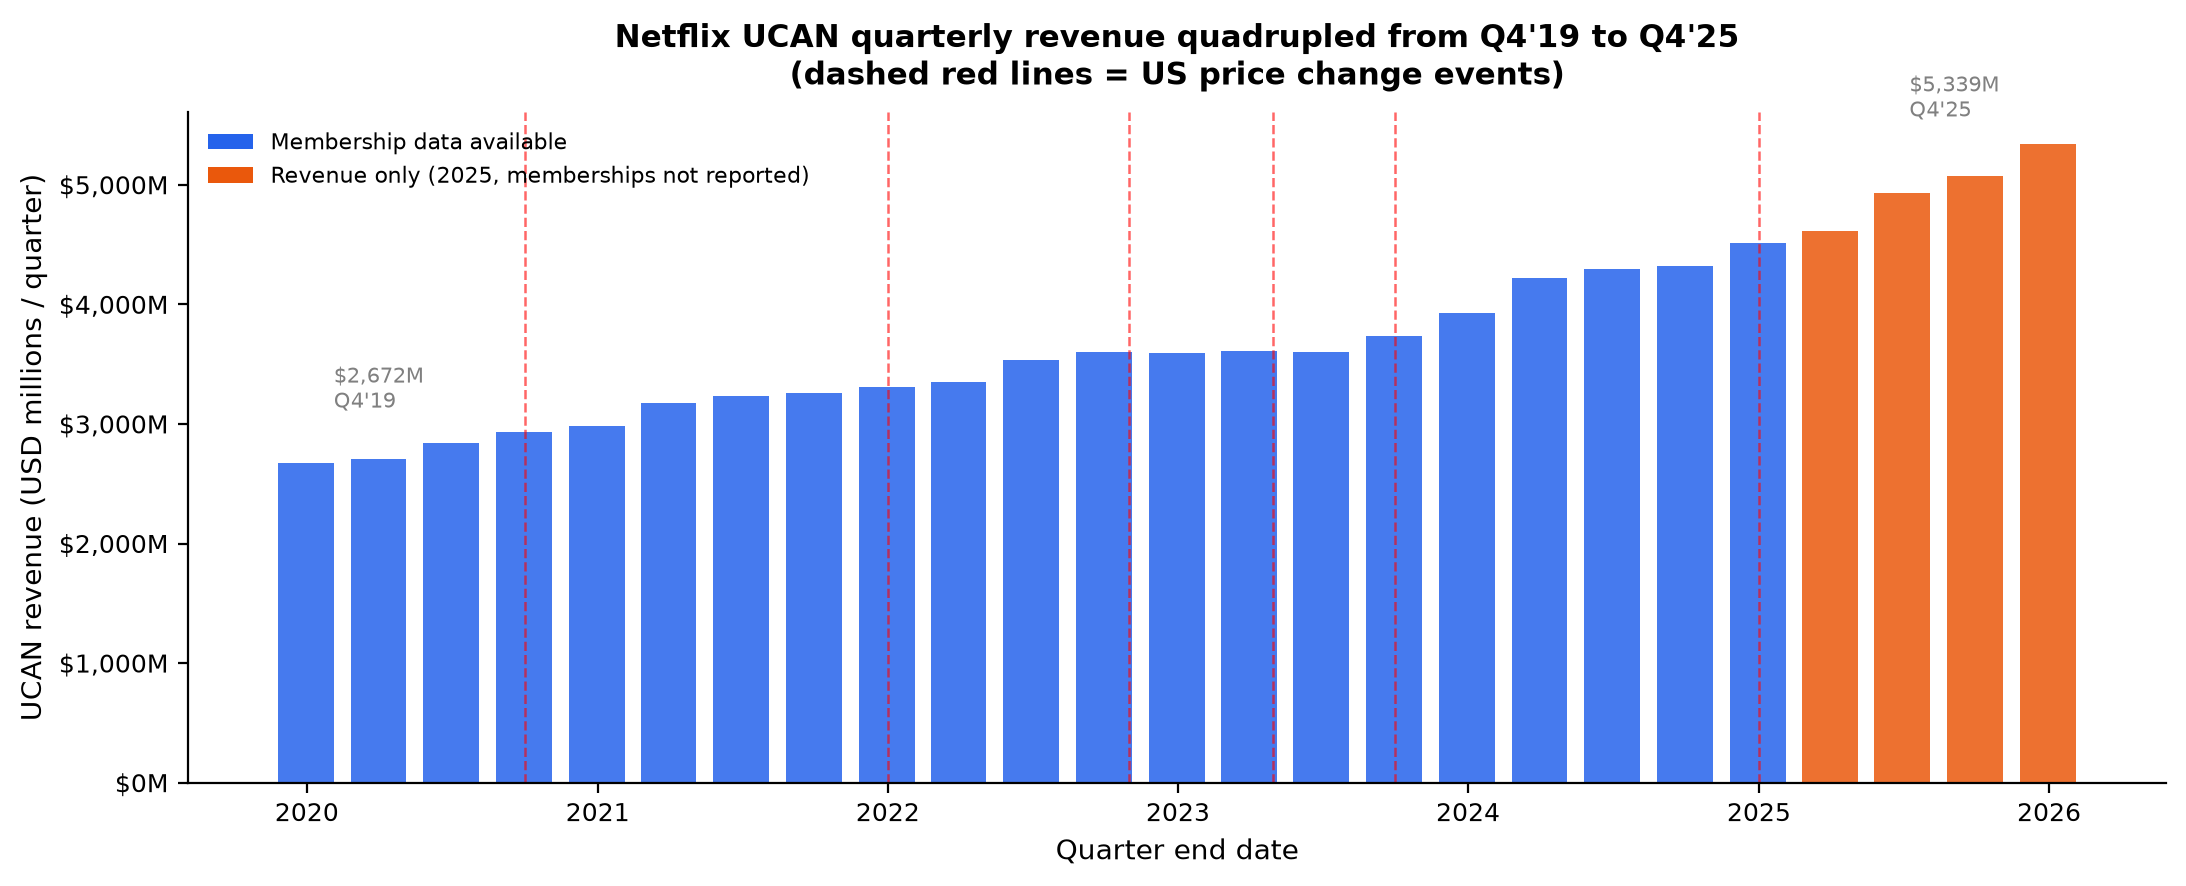 Netflix UCAN quarterly revenue quadrupled from Q4'19 to Q4'25
(dashed red lines = US price change events)
$5,339M
Q4'25
Membership data available
Revenue only (2025, memberships not reported)
UCAN revenue (USD millions / quarter)
$5,000M
$4,000M
$2,672M
Q4'19
$3,000M
$2,000M
$1,000M
$0M
2020 2021 2022 2023 2024 2025 2026
Quarter end date